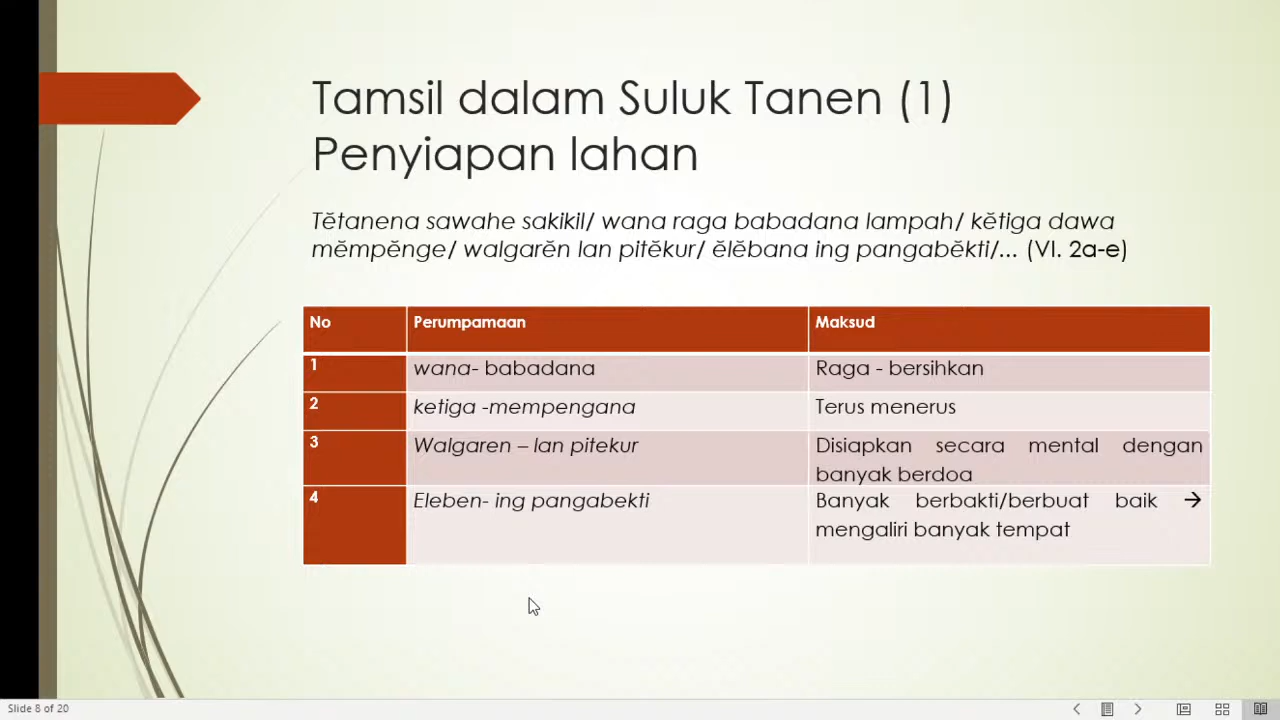 Tamsil dalam Suluk Tanen (1)
Penyiapan lahan
Tĕtanena sawahe sakikil/ wana raga babadana lampah/ kĕtiga dawa
mĕmpĕnge/ walgarĕn lan pitĕkur/ ĕlĕbana ing pangabĕkti/... (VI. 2a-e)
No Perumpamaan Maksud
1 wana- babadana Raga - bersihkan
2 ketiga -mempengana Terus menerus
3 Walgaren – lan pitekur Disiapkan secara mental dengan
banyak berdoa
4 Eleben- ing pangabekti Banyak berbakti/berbuat baik →
mengaliri banyak tempat
Slide 8 of 20